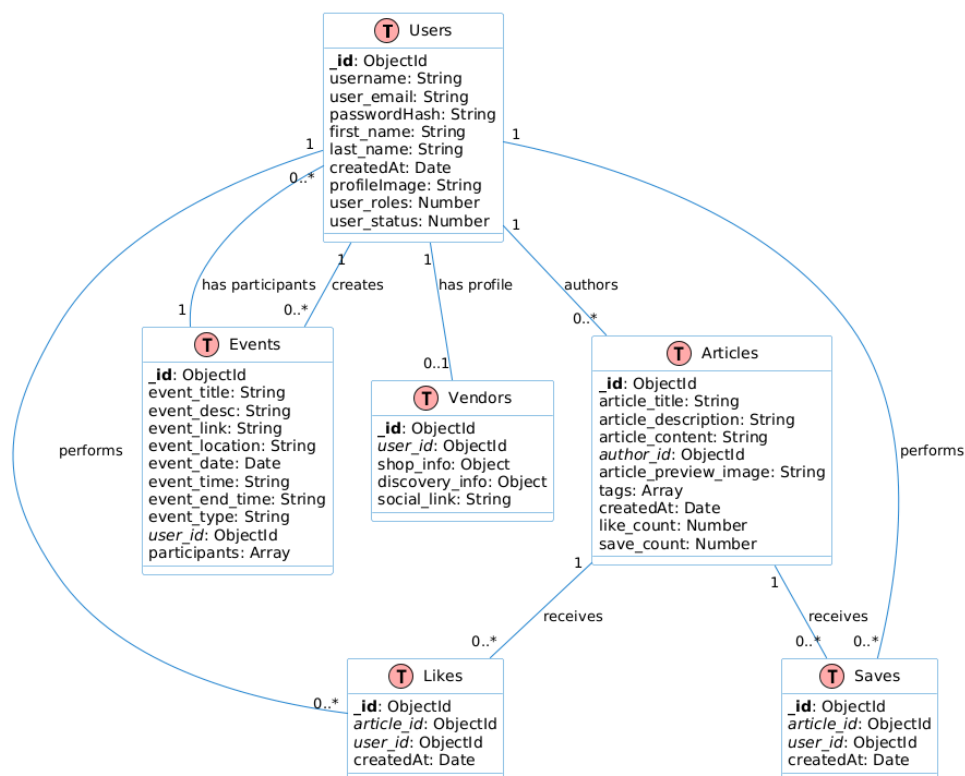 T Users
_id: ObjectId
username: String
user_email: String
passwordHash: String
first_name: String
last_name: String
createdAt: Date
profileImage: String
user_roles: Number
user_status: Number
1
0..*
1
1
1
1
has participants
creates
has profile
authors
1
0..*
0..1
0..*
T Events
_id: ObjectId
event_title: String
event_desc: String
event_link: String
event_location: String
event_date: Date
event_time: String
event_end_time: String
event_type: String
user_id: ObjectId
participants: Array
T Vendors
_id: ObjectId
user_id: ObjectId
shop_info: Object
discovery_info: Object
social_link: String
T Articles
_id: ObjectId
article_title: String
article_description: String
article_content: String
author_id: ObjectId
article_preview_image: String
tags: Array
createdAt: Date
like_count: Number
save_count: Number
performs
performs
1
1
receives
receives
0..*
0..*
0..*
0..*
T Likes
_id: ObjectId
article_id: ObjectId
user_id: ObjectId
createdAt: Date
T Saves
_id: ObjectId
article_id: ObjectId
user_id: ObjectId
createdAt: Date